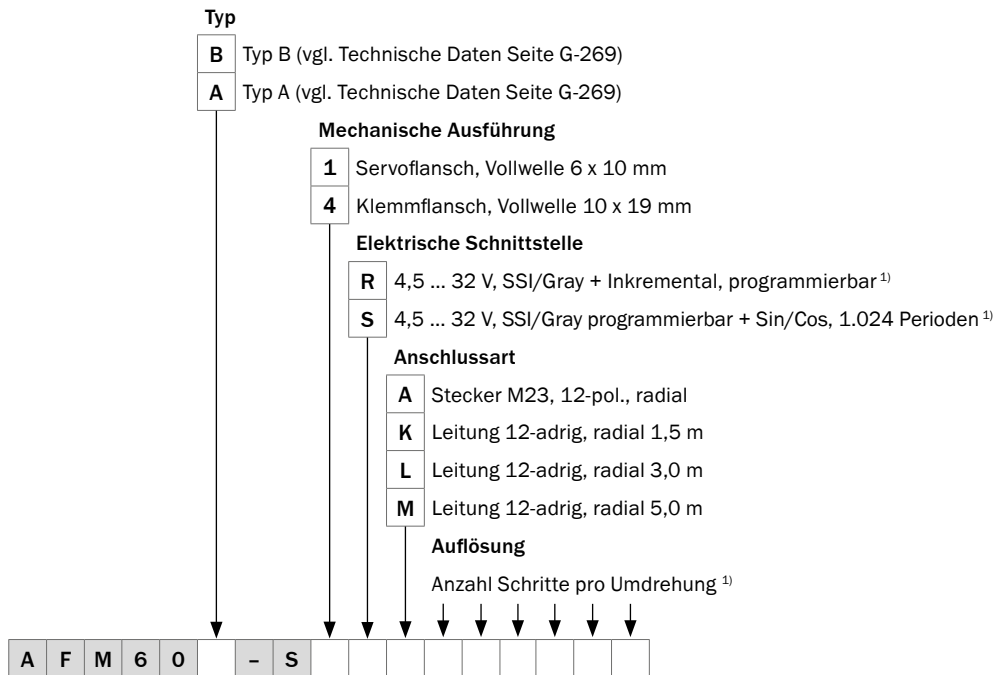 Typ
B Typ B (vgl. Technische Daten Seite G-269)
A Typ A (vgl. Technische Daten Seite G-269)
Mechanische Ausführung
1 Servoflansch, Vollwelle 6 x 10 mm
4 Klemmflansch, Vollwelle 10 x 19 mm
Elektrische Schnittstelle
R 4,5 ... 32 V, SSI/Gray + Inkremental, programmierbar 1)
S 4,5 ... 32 V, SSI/Gray programmierbar + Sin/Cos, 1.024 Perioden 1)
Anschlussart
A Stecker M23, 12-pol., radial
K Leitung 12-adrig, radial 1,5 m
L Leitung 12-adrig, radial 3,0 m
M Leitung 12-adrig, radial 5,0 m
Auflösung
Anzahl Schritte pro Umdrehung 1)
A F M 6 0 – S